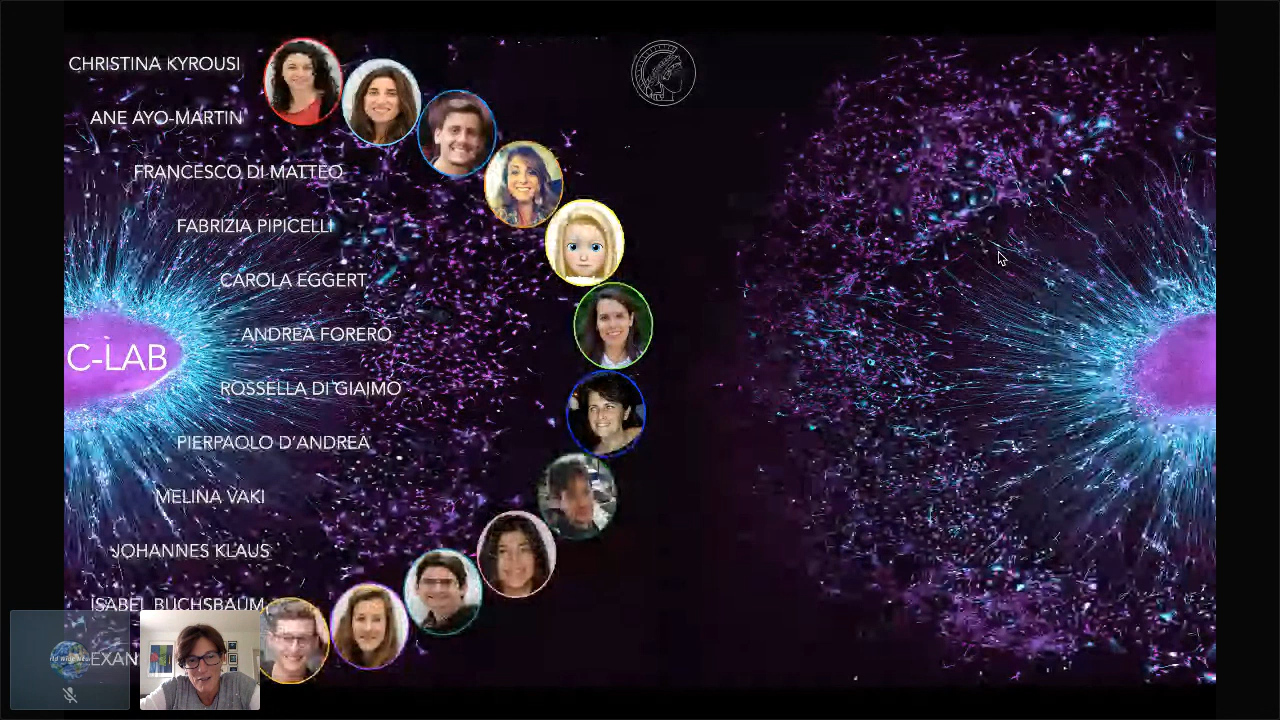 CHRISTINA KYROUSI
ANE AYO-MARTIN
FRANCESCO DI MATTEO
FABRIZIA PIPICELLI
CAROLA EGGERT
ANDREA FORERO
C-LAB
ROSSELLA DI GIAIMO
PIERPAOLO D'ANDREA
MELINA VAKI
JOHANNES KLAUS
ISABEL BUCHSBAUM
EXAN